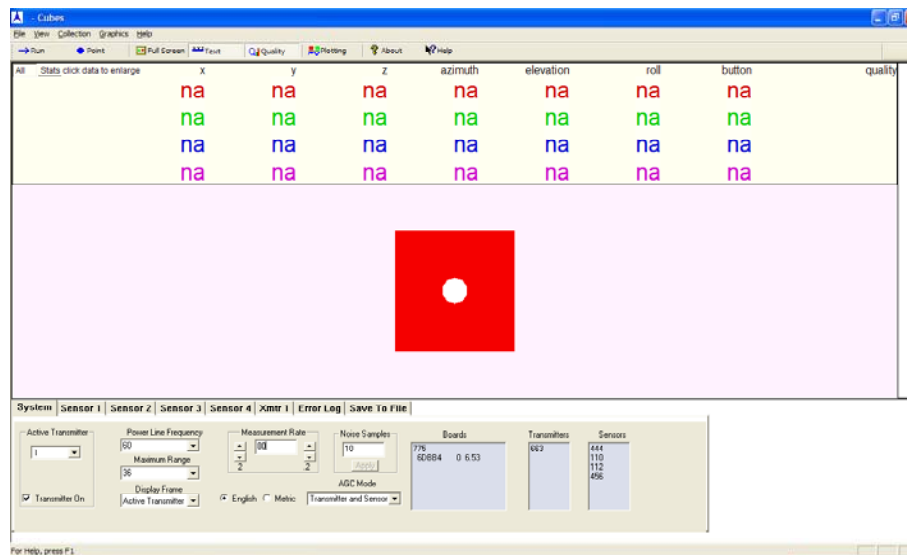 - Cubes
File View Collection Graphics Help
Run Point Full Screen Text Quality Plotting About Help
All Stats click data to enlarge x y z azimuth elevation roll button quality
na na na na na na na
na na na na na na na
na na na na na na na
na na na na na na na
System Sensor 1 Sensor 2 Sensor 3 Sensor 4 Xmtr 1 Error Log Save To File
Active Transmitter Power Line Frequency Measurement Rate Noise Samples Boards Transmitters Sensors
1 60 80 10 775 663 444
6D884 0 6.53 110
Maximum Range 2 2 Apply 112
36 AGC Mode 456
Display Frame
Transmitter On Active Transmitter English Metric Transmitter and Sensor
For Help, press F1